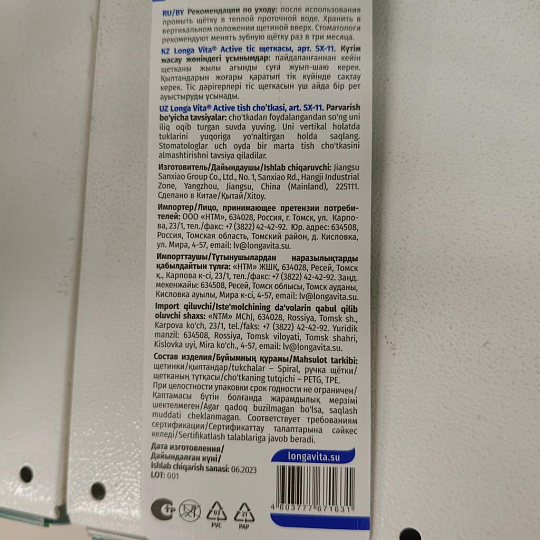 RU/BY Рекомендации по уходу: после использования
промыть щётку в теплой проточной воде. Хранить в
вертикальном положении щетиной вверх. Стоматологи
рекомендуют менять зубную щётку раз в три месяца.
KZ Longa Vita® Active тіс щеткасы, арт. SX-11. Күтім
жасау жөніндегі ұсынымдар: пайдаланғаннан кейін
щетканы жылы ағынды суға жуып-шаю керек.
Қылтандарын жоғары қаратып тік күйінде сақтау
керек. Тіс дәрігерлері тіс щеткасын үш айда бір рет
ауыстыруды ұсынады.
UZ Longa Vita® Active tish cho'tkasi, art. SX-11. Parvarish
bo'yicha tavsiyalar: cho'tkadan foydalangandan so'ng uni
iliq oqib turgan suvda yuving. Uni vertikal holatda
tuklarini yuqoriga yo'naltirgan holda saqlang.
Stomatologlar uch oyda bir marta tish cho'tkasini
almashtirishni tavsiya qiladilar.
Изготовитель/Дайындаушы/Ishlab chiqaruvchi: Jiangsu
Sanxiao Group Co., Ltd., No. 1, Sanxiao Rd., Hangji Industrial
Zone, Yangzhou, Jiangsu, China (Mainland), 225111.
Сделано в Китае/Қытай/Xitoy.
Импортер/Лицо, принимающее претензии потреби-
телей: ООО «НТМ», 634028, Россия, г. Томск, ул. Карпо-
ва, 23/1, тел./факс: +7 (3822) 42-42-92. Юр. адрес: 634508,
Россия, Томская область, Томский район, д. Кисловка,
ул. Мира, 4-57, email: lv@longavita.su.
Импорттаушы/Тұтынушылардан наразылықтарды
қабылдайтын тұлға: «НТМ» ЖШҚ, 634028, Ресей, Томск
қ., Карпова к-сі, 23/1, тел./факс: +7 (3822) 42-42-92. Заңд.
мекенжайы: 634508, Ресей, Томск облысы, Томск ауданы,
Кисловка ауылы, Мира к-сі, 4-57, email: lv@longavita.su.
Import qiluvchi/Iste'molchining da'volarin qabul qilib
oluvchi shaxs: «NTM» MChJ, 634028, Rossiya, Tomsk sh.,
Karpova ko'ch, 23/1, tel./faks: +7 (3822) 42-42-92. Yuridik
manzil: 634508, Rossiya, Tomsk viloyati, Tomsk shahri,
Kislovka uyi, Mira ko'ch., 4-57, email: lv@longavita.su.
Состав изделия/Бұйымның құрамы/Mahsulot tarkibi:
щетинки/қылтандар/tukchalar – Spiral, ручка щётки/
щетканың тұтқасы/cho'tkaning tutqichi – PETG, TPE.
При целостности упаковки срок годности не ограничен/
Қаптамасы бүтін болғанда жарамдылық мерзімі
шектелмеген/Agar qadoq buzilmagan bo'lsa, saqlash
muddati cheklanmagan. Соответствует требованиям
сертификации/Сертификаттау талаптарына сәйкес
келеді/Sertifikatlash talablariga javob beradi.
Дата изготовления/
Дайындалған күні/
Ishlab chiqarish sanasi: 06.2023
LOT: 001
longavita.su
03
PVC
21
PAP
4603777671831